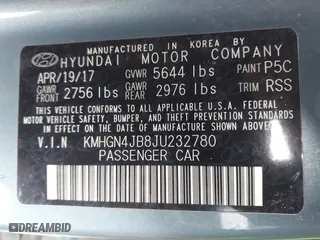 MANUFACTURED IN KOREA BY
HYUNDAI MOTOR COMPANY
APR/19/17 GVWR 5644 lbs PAINT P5C
GAWR FRONT 2756 lbs GAWR REAR 2976 lbs TRIM RSS
THIS VEHICLE CONFORMS TO ALL APPLICABLE
U.S. FEDERAL MOTOR VEHICLE SAFETY, BUMPER,
AND THEFT PREVENTION STANDARDS IN EFFECT ON
THE DATE OF MANUFACTURE SHOWN ABOVE.
V.I.N KMHGN4JB8JU232780
PASSENGER CAR